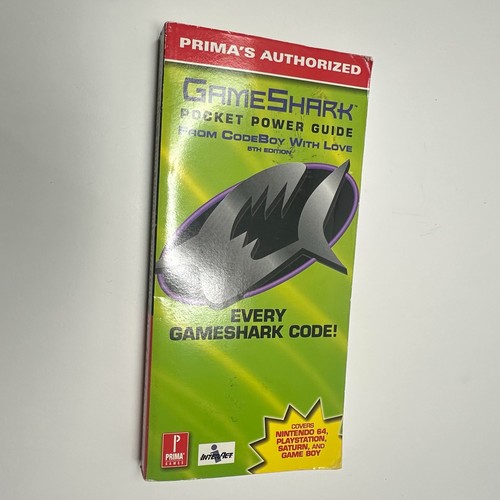 PRIMA'S AUTHORIZED
GAMESHARK™
POCKET POWER GUIDE
FROM CODEBOY WITH LOVE
5TH EDITION
EVERY
GAMESHARK CODE!
COVERS
NINTENDO 64,
PLAYSTATION,
SATURN, AND
GAME BOY
P
PRIMA
GAMES
INTERACT